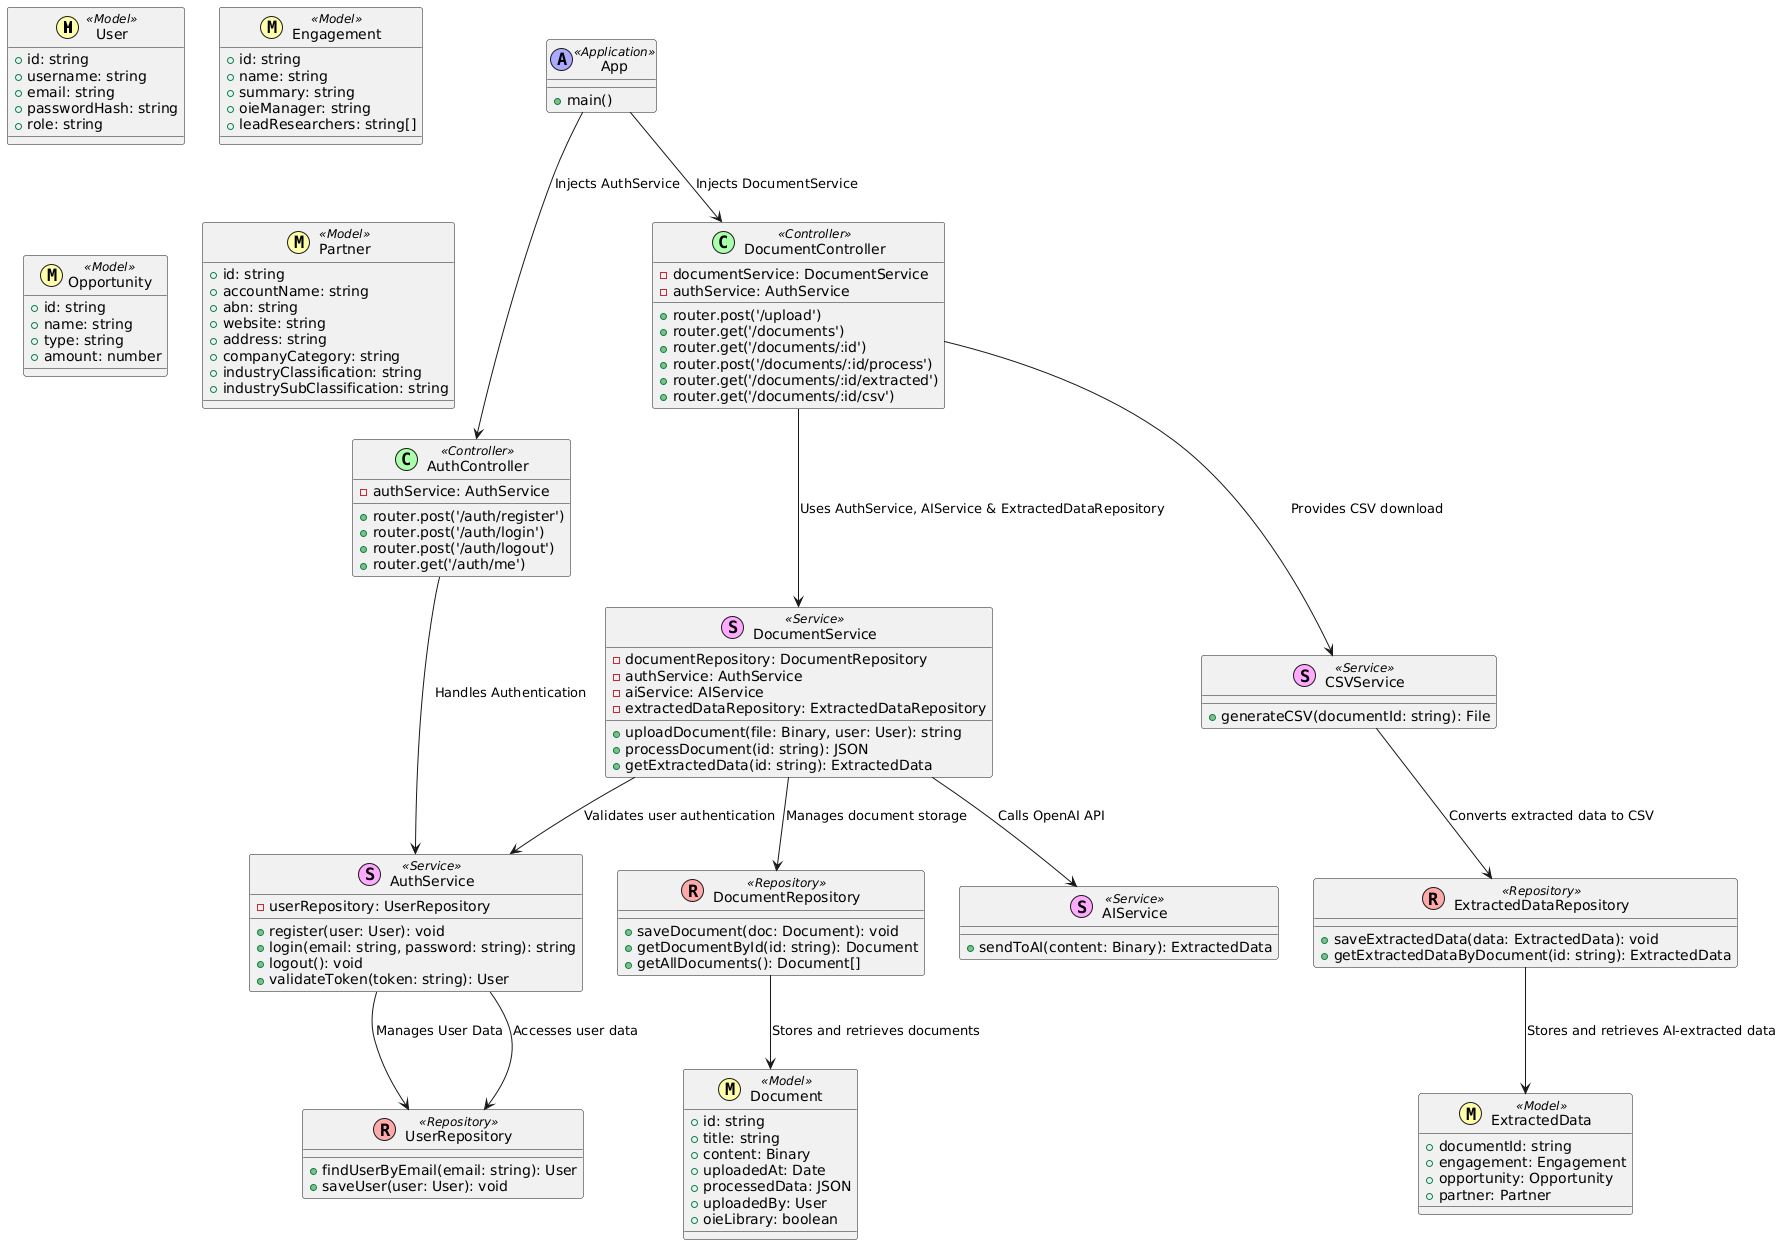 M
«Model»
User
id: string
username: string
email: string
passwordHash: string
role: string
M
«Model»
Engagement
id: string
name: string
summary: string
oieManager: string
leadResearchers: string[]
A
«Application»
App
main()
Injects AuthService
Injects DocumentService
M
«Model»
Opportunity
id: string
name: string
type: string
amount: number
M
«Model»
Partner
id: string
accountName: string
abn: string
website: string
address: string
companyCategory: string
industryClassification: string
industrySubClassification: string
C
«Controller»
DocumentController
documentService: DocumentService
authService: AuthService
router.post('/upload')
router.get('/documents')
router.get('/documents/:id')
router.post('/documents/:id/process')
router.get('/documents/:id/extracted')
router.get('/documents/:id/csv')
C
«Controller»
AuthController
authService: AuthService
router.post('/auth/register')
router.post('/auth/login')
router.post('/auth/logout')
router.get('/auth/me')
Uses AuthService, AIService & ExtractedDataRepository
Provides CSV download
Handles Authentication
S
«Service»
DocumentService
documentRepository: DocumentRepository
authService: AuthService
aiService: AIService
extractedDataRepository: ExtractedDataRepository
uploadDocument(file: Binary, user: User): string
processDocument(id: string): JSON
getExtractedData(id: string): ExtractedData
S
«Service»
CSVService
generateCSV(documentId: string): File
Validates user authentication
Manages document storage
Calls OpenAI API
Converts extracted data to CSV
S
«Service»
AuthService
userRepository: UserRepository
register(user: User): void
login(email: string, password: string): string
logout(): void
validateToken(token: string): User
R
«Repository»
DocumentRepository
saveDocument(doc: Document): void
getDocumentById(id: string): Document
getAllDocuments(): Document[]
S
«Service»
AIService
sendToAI(content: Binary): ExtractedData
R
«Repository»
ExtractedDataRepository
saveExtractedData(data: ExtractedData): void
getExtractedDataByDocument(id: string): ExtractedData
Manages User Data
Accesses user data
Stores and retrieves documents
Stores and retrieves AI-extracted data
R
«Repository»
UserRepository
findUserByEmail(email: string): User
saveUser(user: User): void
M
«Model»
Document
id: string
title: string
content: Binary
uploadedAt: Date
processedData: JSON
uploadedBy: User
oieLibrary: boolean
M
«Model»
ExtractedData
documentId: string
engagement: Engagement
opportunity: Opportunity
partner: Partner